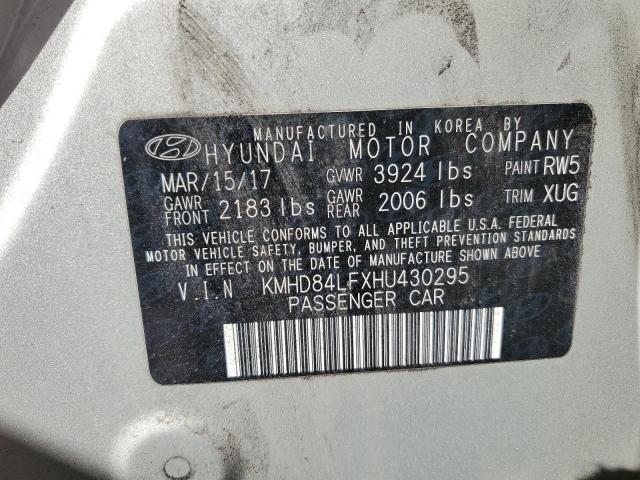 MANUFACTURED IN KOREA BY
HYUNDAI MOTOR COMPANY
MAR/15/17 GVWR 3924 lbs PAINT RW5
GAWR FRONT 2183 lbs GAWR REAR 2006 lbs TRIM XUG
THIS VEHICLE CONFORMS TO ALL APPLICABLE U.S.A. FEDERAL
MOTOR VEHICLE SAFETY, BUMPER, AND THEFT PREVENTION STANDARDS
IN EFFECT ON THE DATE OF MANUFACTURE SHOWN ABOVE
V.I.N KMHD84LFXHU430295
PASSENGER CAR